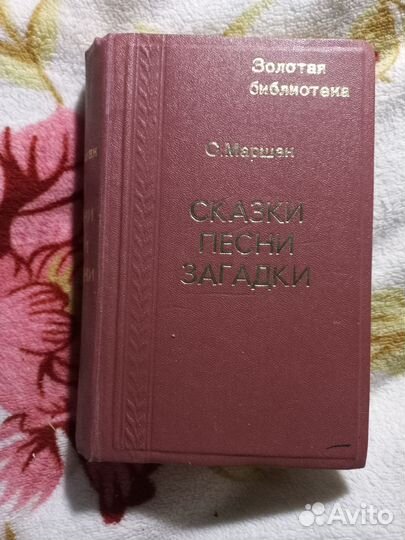 Золотая
библиотека
С. Маршак
СКАЗКИ
ПЕСНИ
ЗАГАДКИ
Avito